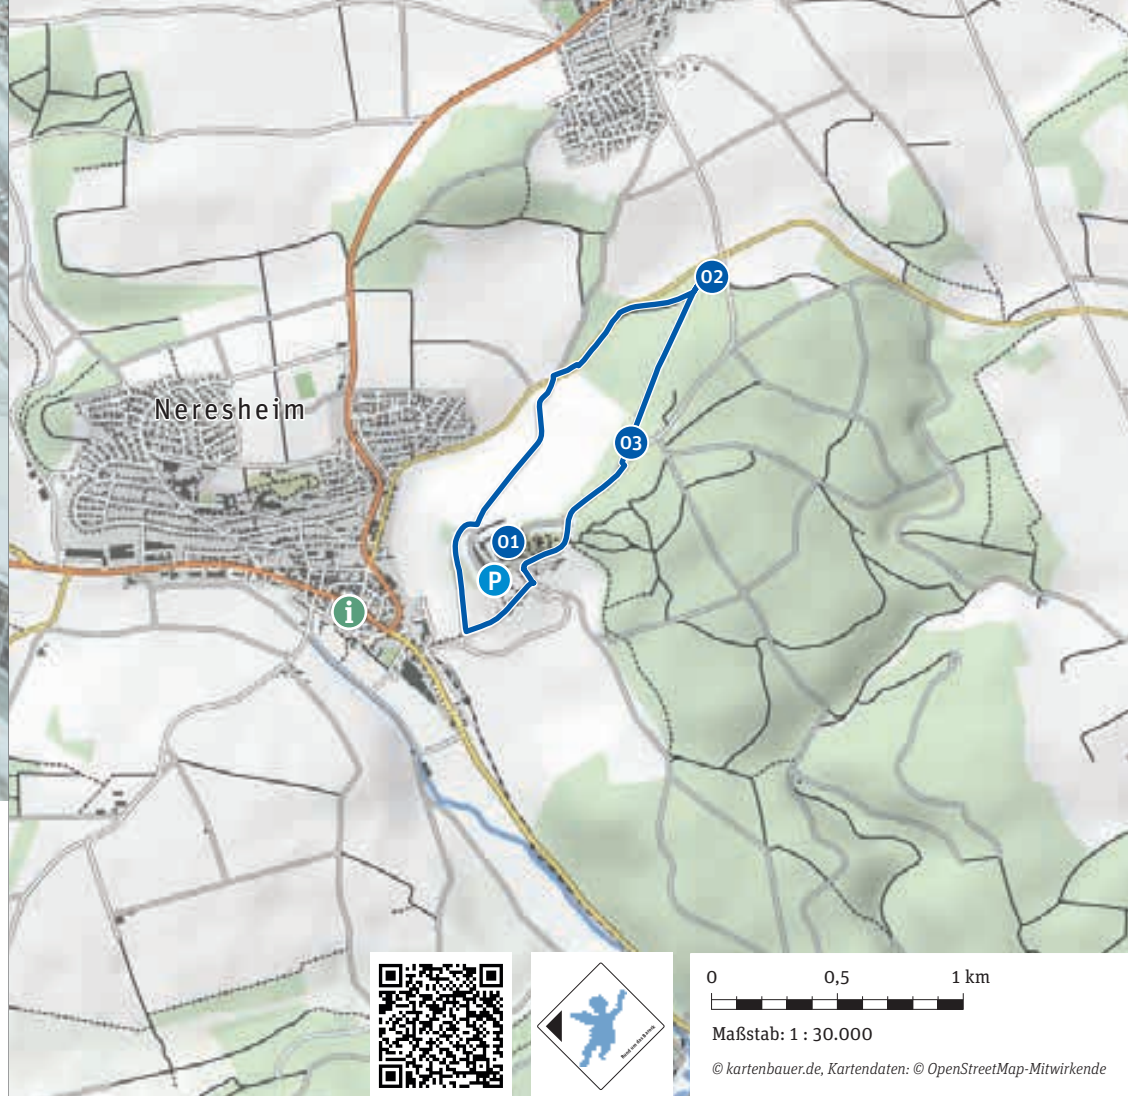 02
Neresheim
03
01
P
i
0 0,5 1 km
Maßstab: 1 : 30.000
© kartenbauer.de, Kartendaten: © OpenStreetMap-Mitwirkende